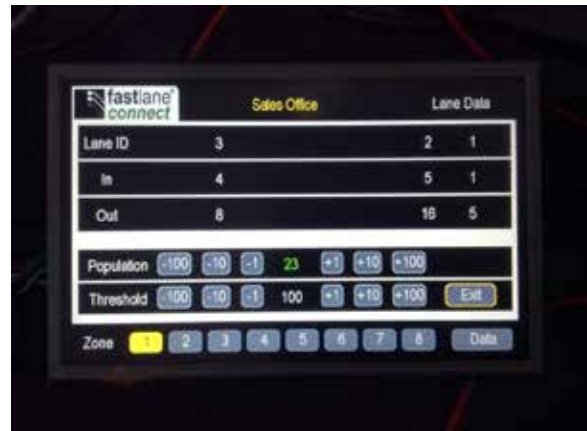 fastlane® Sales Office Lane Data
connect
Lane ID 3 2 1
In 4 5 1
Out 8 16 5
Population -100 -10 -1 23 +1 +10 +100
Threshold -100 -10 -1 100 +1 +10 +100 Exit
Zone 1 2 3 4 5 6 7 8 Data